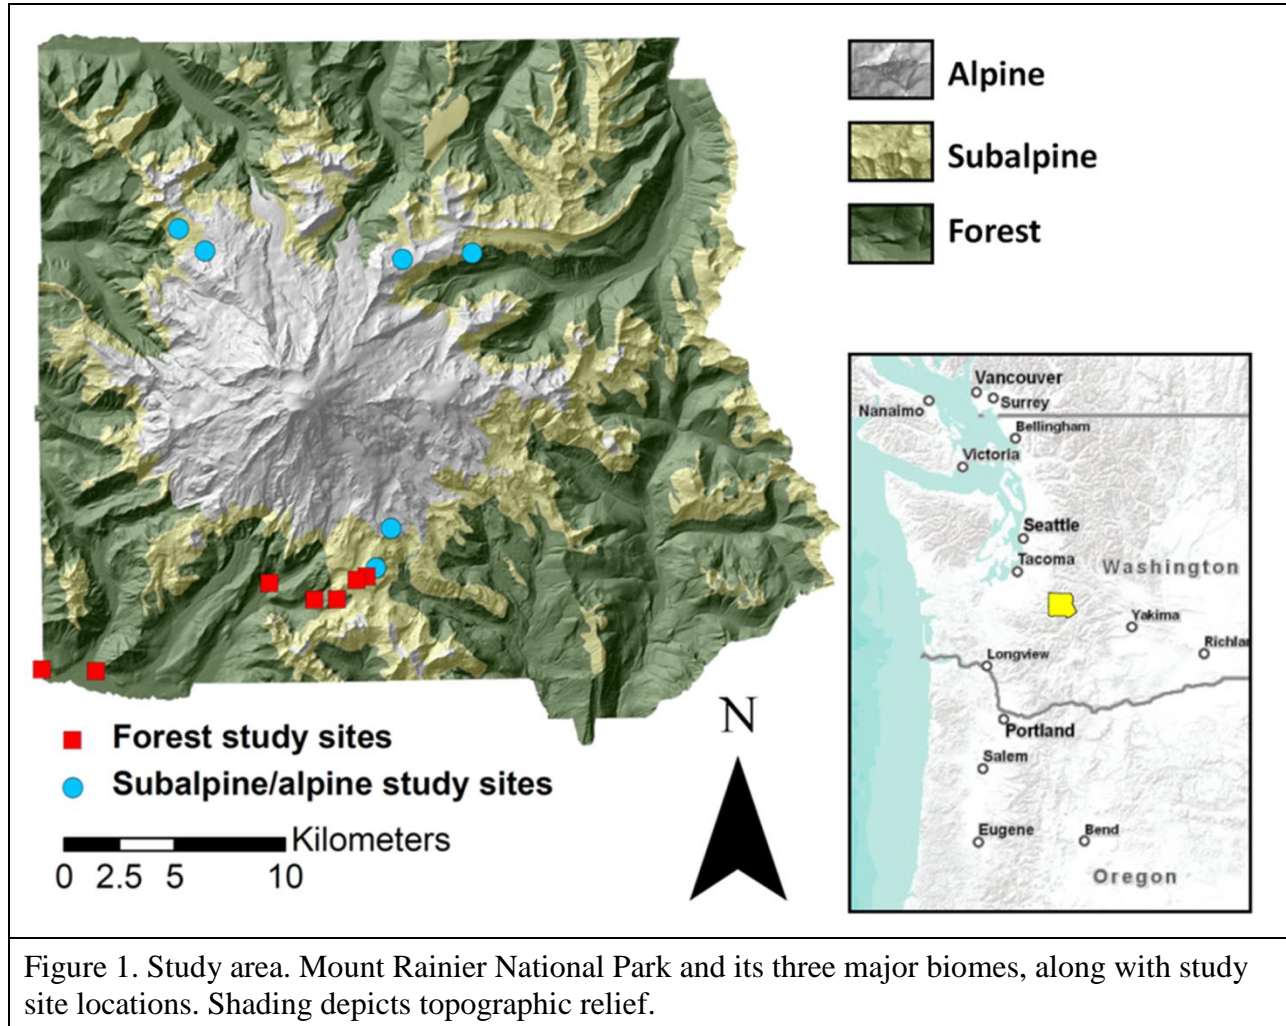 Alpine
Subalpine
Forest
Vancouver
Surrey
Nanaimo
Bellingham
Victoria
Seattle
Tacoma
Washington
Yakima
Richlan
Longview
Portland
Salem
Eugene
Bend
Oregon
N
Forest study sites
Subalpine/alpine study sites
Kilometers
0 2.5 5 10
Figure 1. Study area. Mount Rainier National Park and its three major biomes, along with study
site locations. Shading depicts topographic relief.